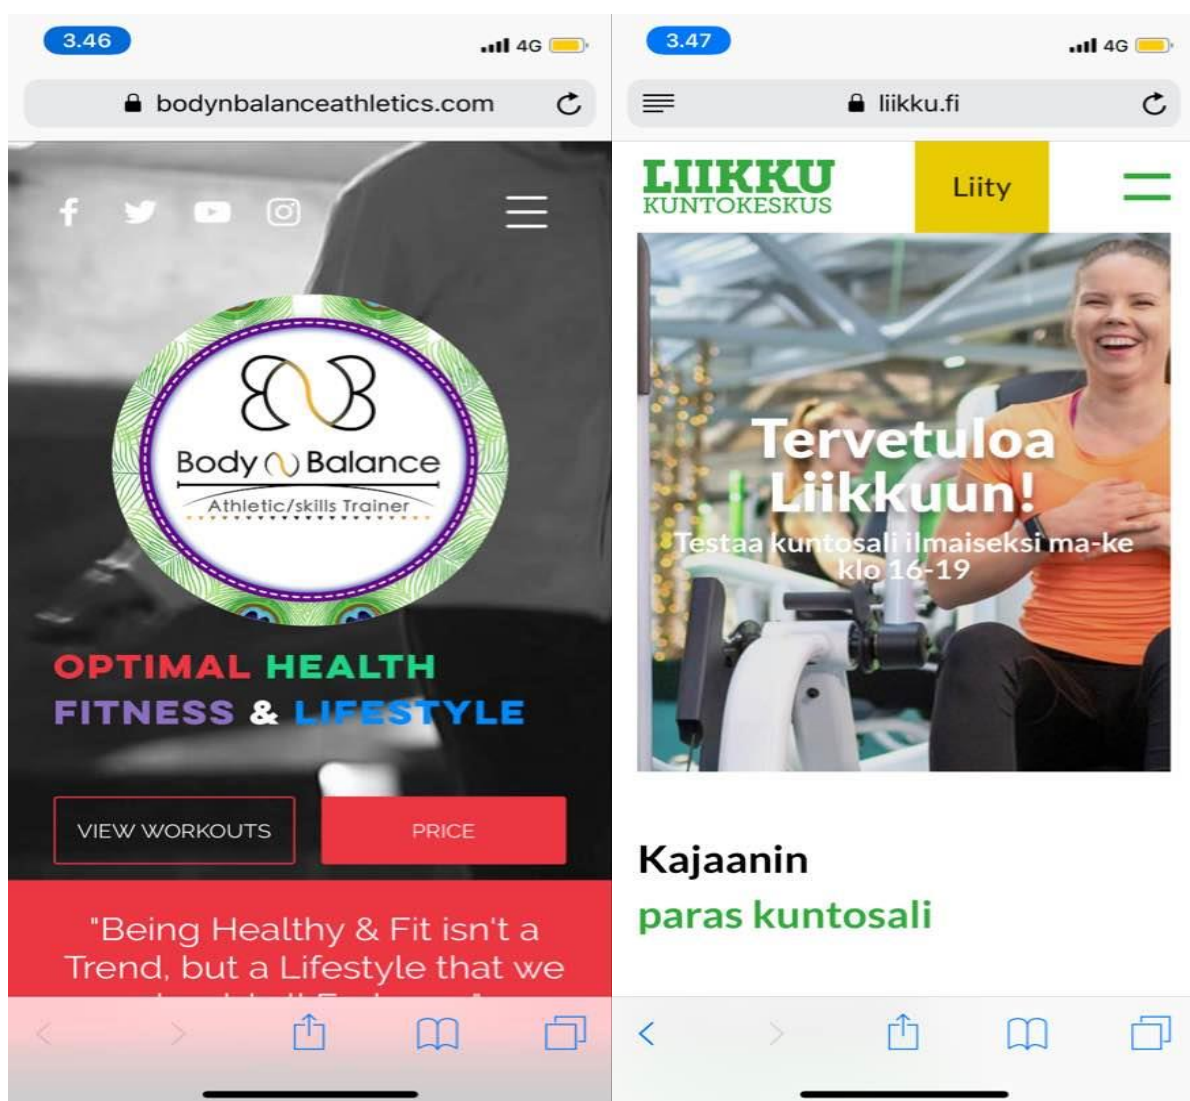 3.46
4G
bodynbalanceathletics.com
Body N Balance
Athletic/skills Trainer
OPTIMAL HEALTH
FITNESS & LIFESTYLE
VIEW WORKOUTS
PRICE
"Being Healthy & Fit isn't a
Trend, but a Lifestyle that we
3.47
4G
liikku.fi
LIIKKU
KUNTOKESKUS
Liity
Tervetuloa
Liikkuun!
Testaa kuntosali ilmaiseksi ma-ke
klo 16-19
Kajaanin
paras kuntosali